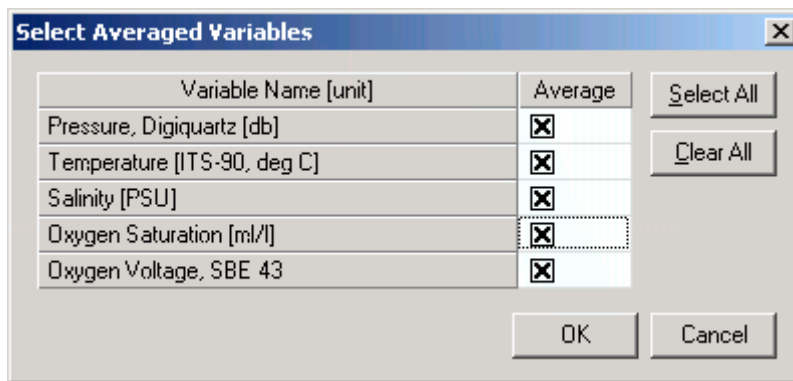 Select Averaged Variables
Variable Name [unit] Average Select All
Pressure, Digiquartz [db]
Temperature [ITS-90, deg C] Clear All
Salinity [PSU]
Oxygen Saturation [ml/l]
Oxygen Voltage, SBE 43
OK Cancel